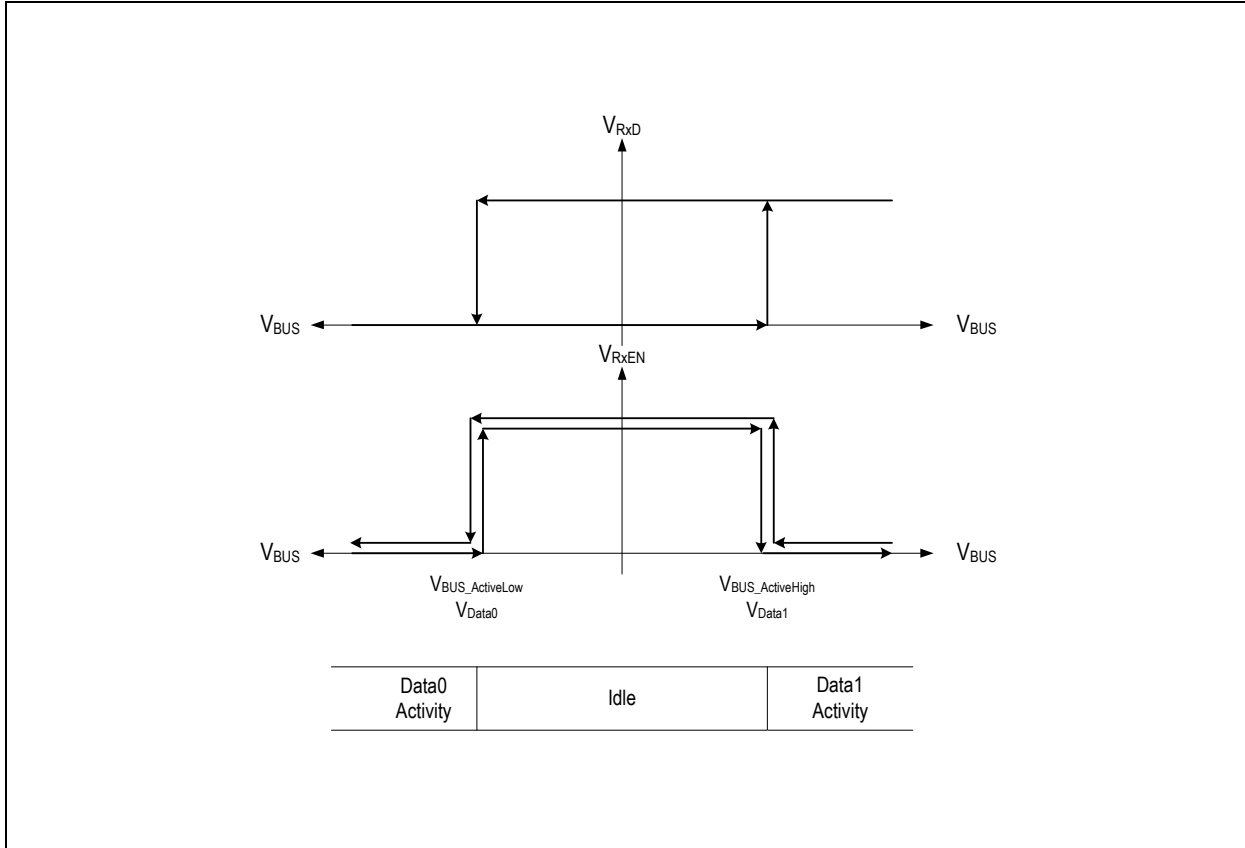 VRxD
VBUS
VBUS
VRxEN
VBUS
VBUS
VBUS_ActiveLow
VData0
VBUS_ActiveHigh
VData1
Data0
Activity
Idle
Data1
Activity